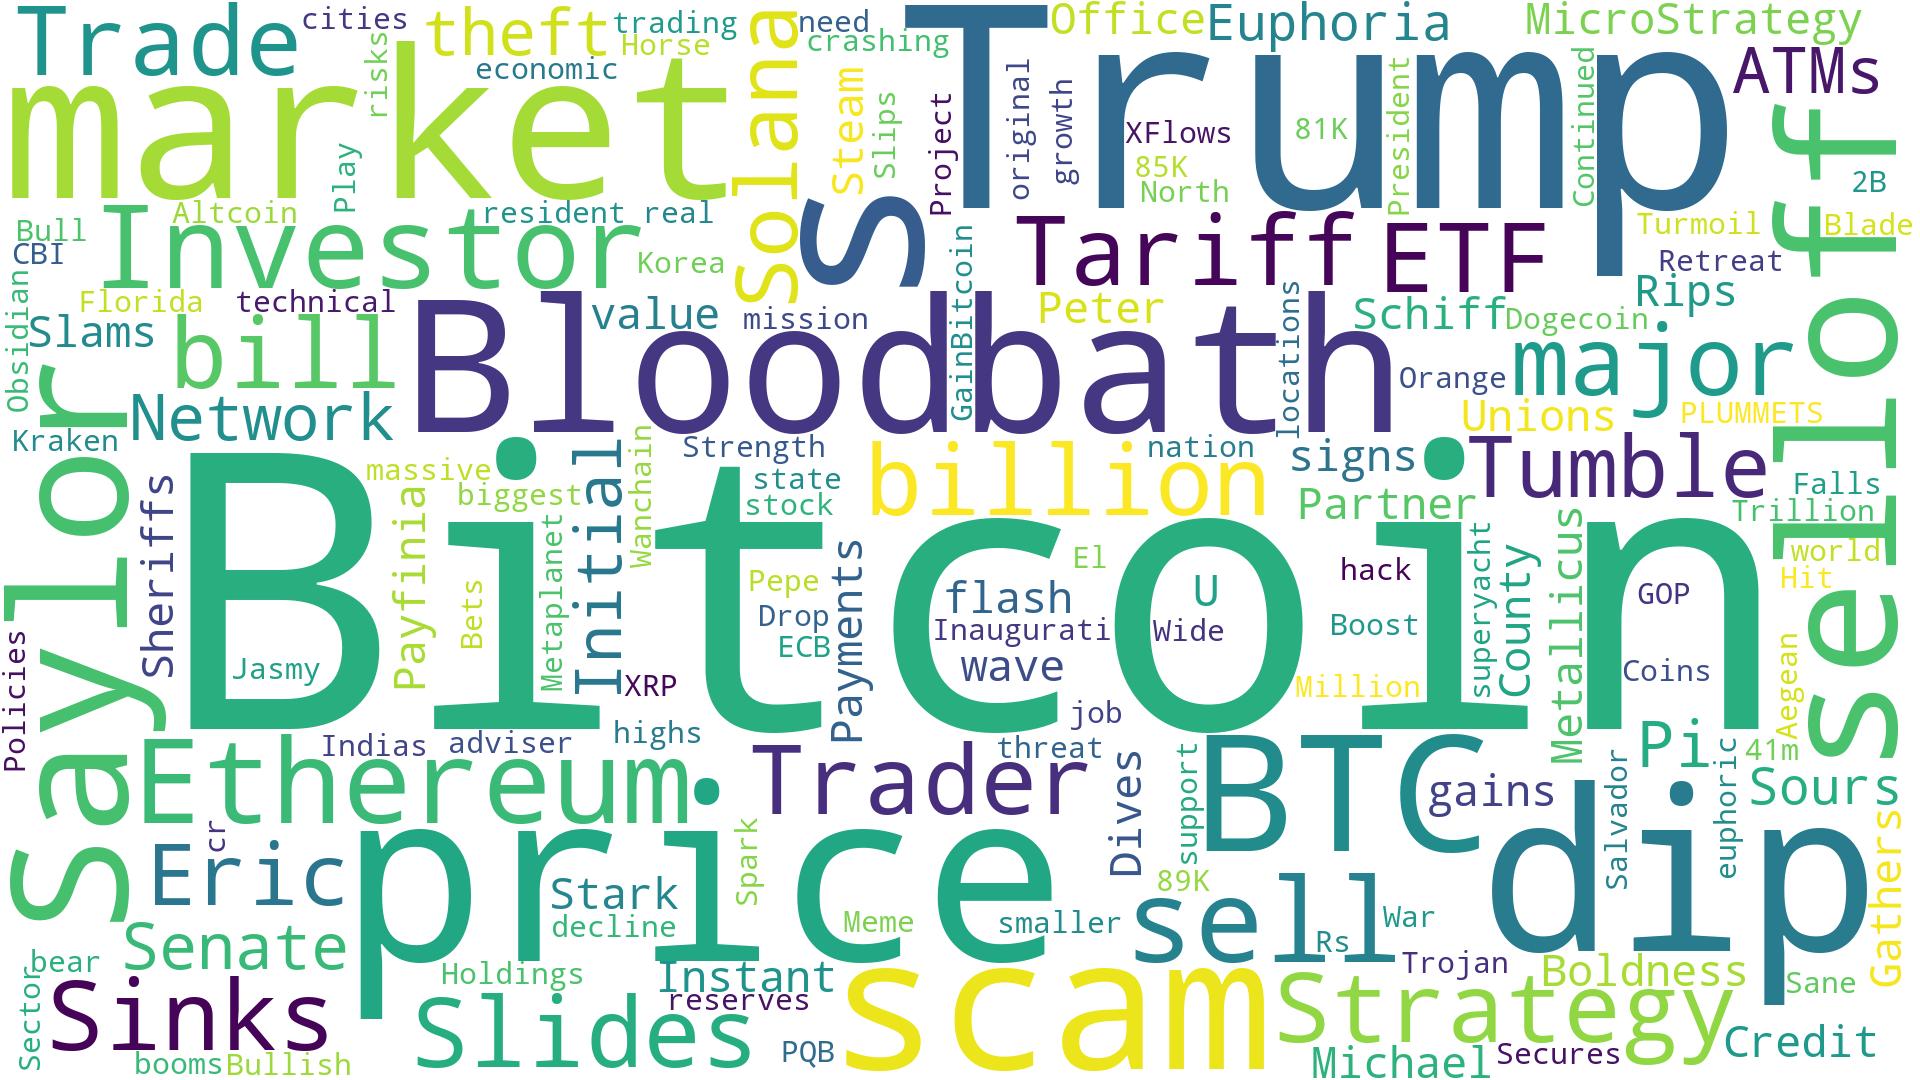 Trade
cities
theft
trading
Horse
economic
risks
market
Solana
need
crashing
Steam
Slips
Trump
Office
Euphoria
MicroStrategy
ATMs
Project
original
growth
XFlows
85K
North
81K
President
Continued
2B
selloff
Play
Altcoin
resident
real
Bull
CBI
Investor
Korea
S
GainBitcoin
Tariff
ETF
Turmoil
Blade
Retreat
Rips
Obsidian
Florida
technical
Slams
bill
Bloodbath
value
mission
Peter
locations
Schiff
Dogecoin
major
Orange
Saylor
Network
Kraken
Unions
PLUMMETS
Strength
nation
signs
Tumble
Falls
Trillion
massive
biggest
Initial
Wanchain
state
stock
billion
Partner
Sheriffs
Payfinia
Bets
Metaplanet
Bitcoin
Pepe
Drop
ECB
Payments
El
flash
Inaugurati
wave
U
Wide
hack
Boost
superyacht
County
Metallicus
GOP
Coins
world
Hit
Aegean
Jasmy
XRP
Million
Policies
job
Indias
adviser
highs
threat
Ethereum
Trader
Dives
support
BTC
gains
Pi
41m
euphoric
Salvador
Sours
cr
Eric
price
Stark
decline
Spark
Meme
smaller
89K
sell
Rs
War
dip
Gathers
bear
Senate
Holdings
Instant
reserves
Trojan
Boldness
Sane
Sector
Sinks
Slides
scam
Strategy
Credit
booms
Bullish
PQB
Michael
Secures